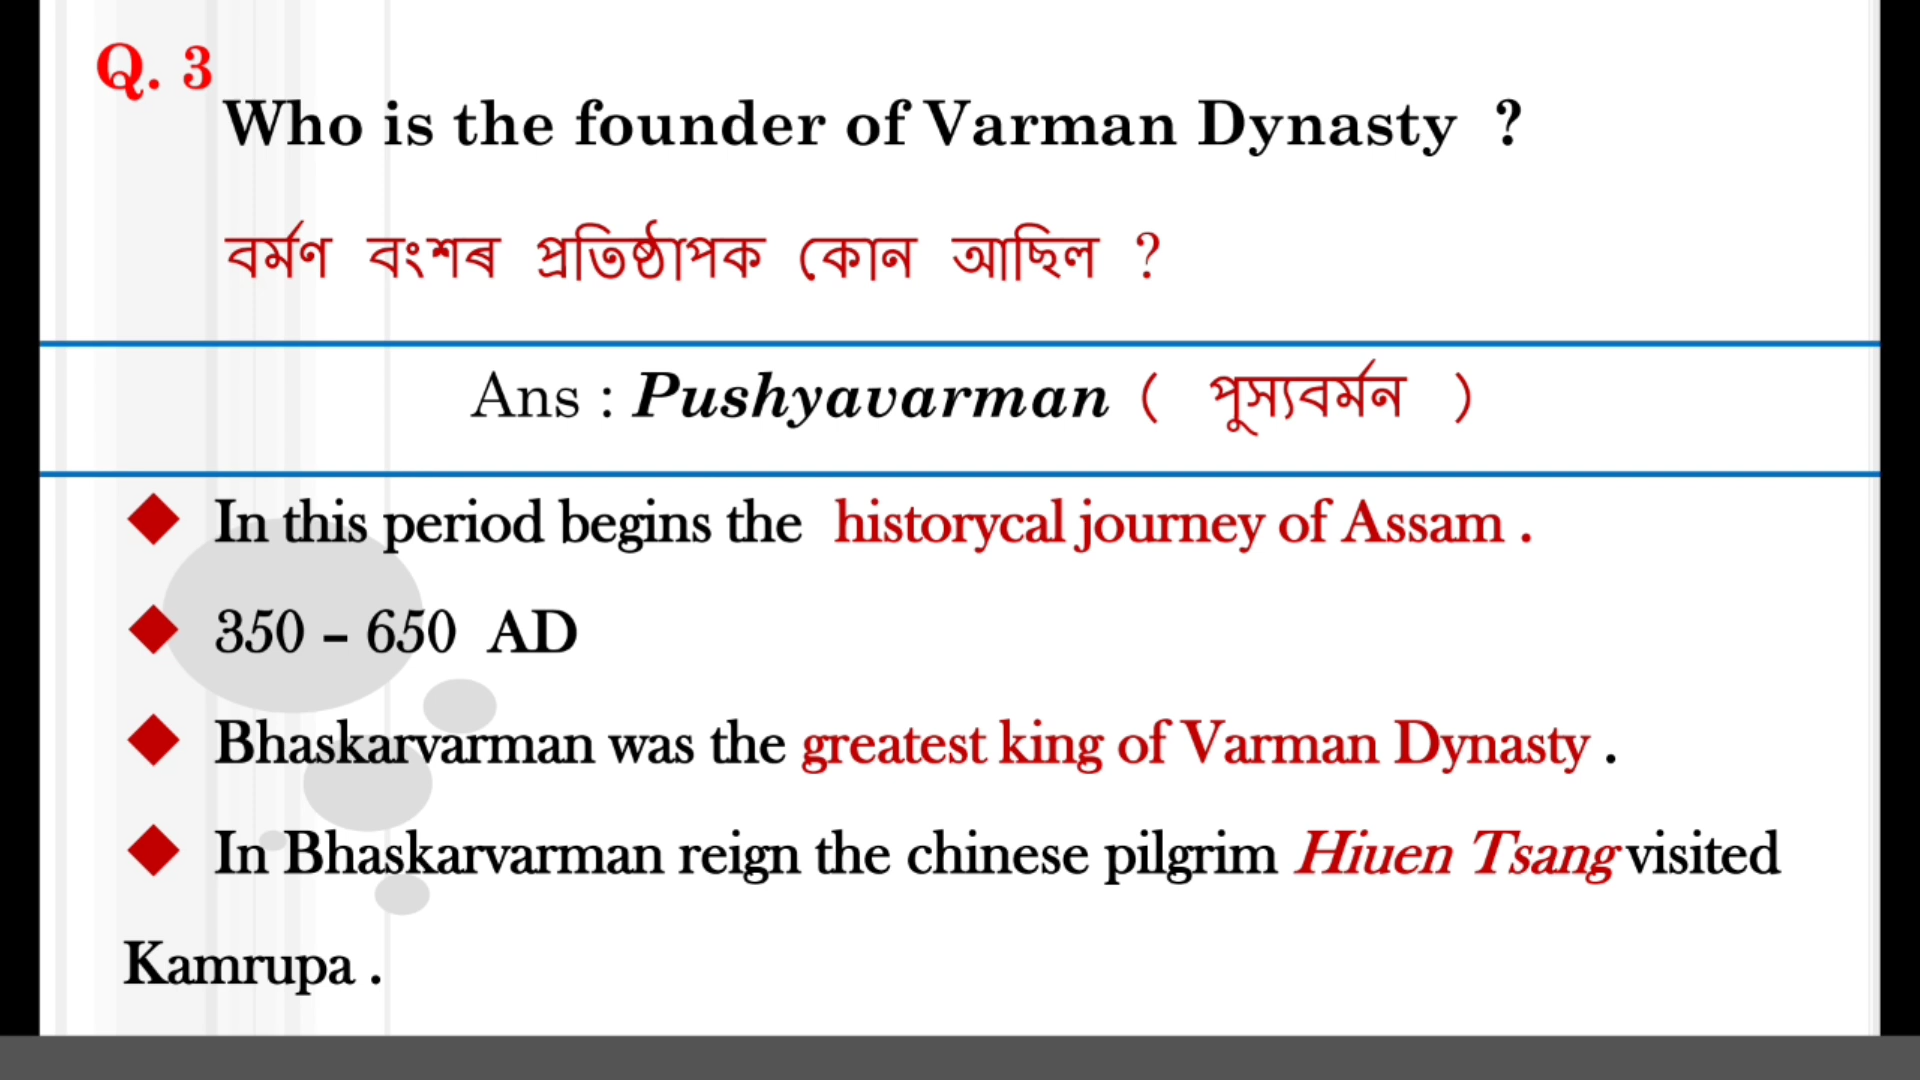 Q. 3
Who is the founder of Varman Dynasty ?
বৰ্মণ বংশৰ প্ৰতিষ্ঠাপক কোন আছিল ?
Ans : Pushyavarman ( পুস্যবৰ্মন )
In this period begins the historycal journey of Assam .
350 – 650 AD
Bhaskarvarman was the greatest king of Varman Dynasty .
In Bhaskarvarman reign the chinese pilgrim Hiuen Tsang visited
Kamrupa .